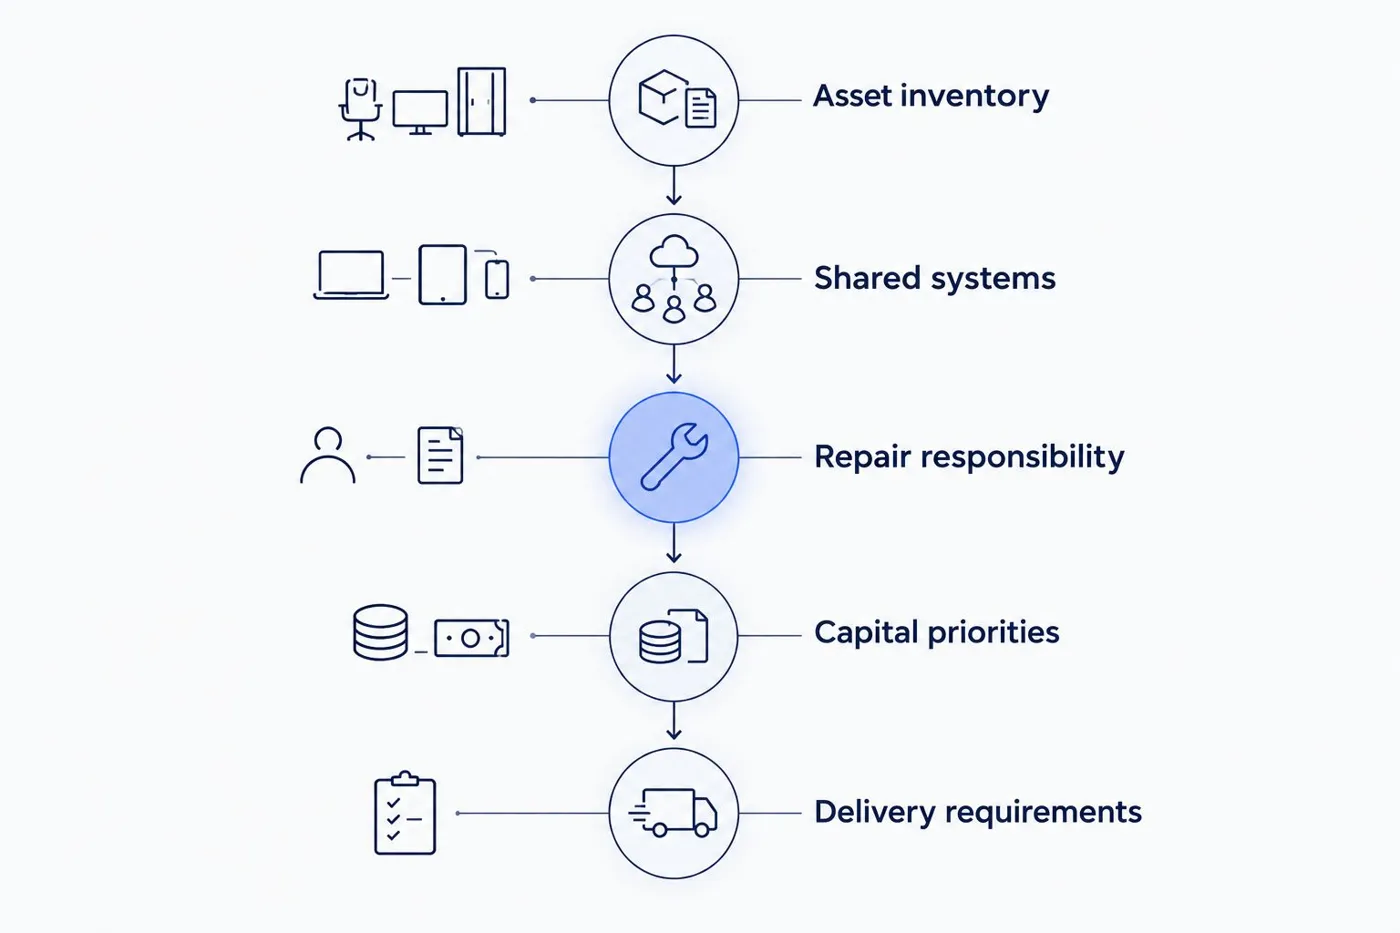 Asset inventory
Shared systems
Repair responsibility
Capital priorities
Delivery requirements